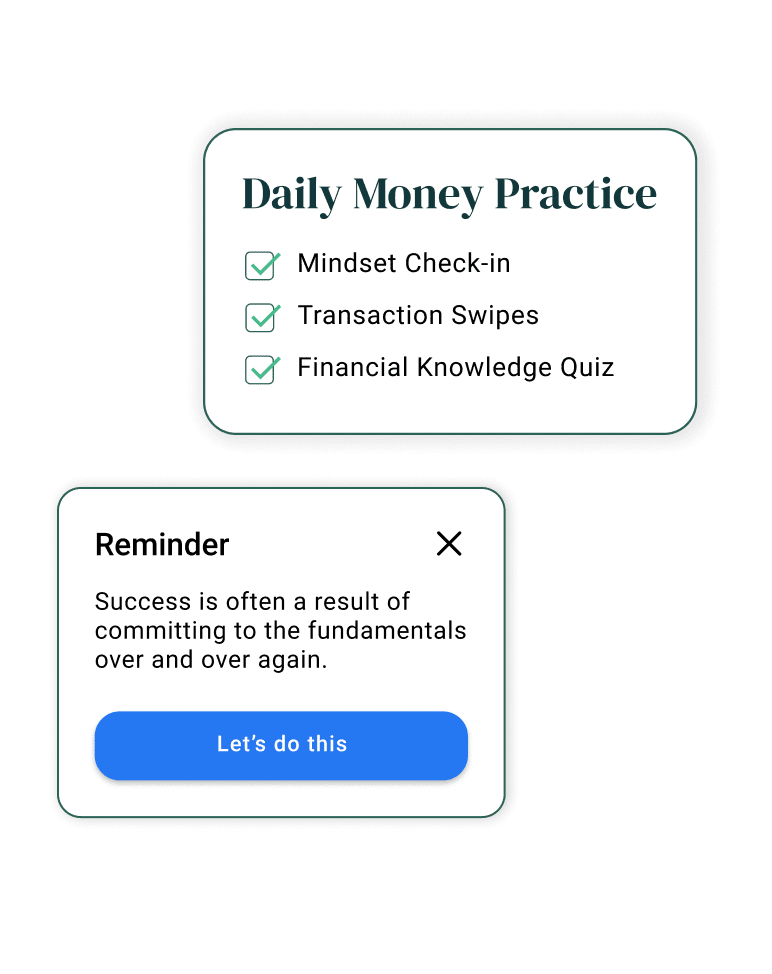 Daily Money Practice
Mindset Check-in
Transaction Swipes
Financial Knowledge Quiz
Reminder
Success is often a result of
committing to the fundamentals
over and over again.
Let’s do this